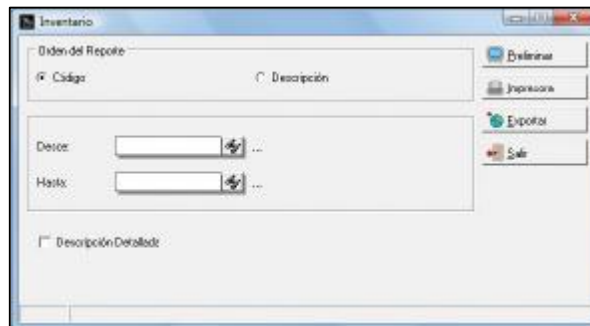 Inventario
Orden del Reporte
Código
Descripción
Desde:
...
Hasta:
...
Descripción Detallada
Preliminar
Impresora
Exportar
Salir